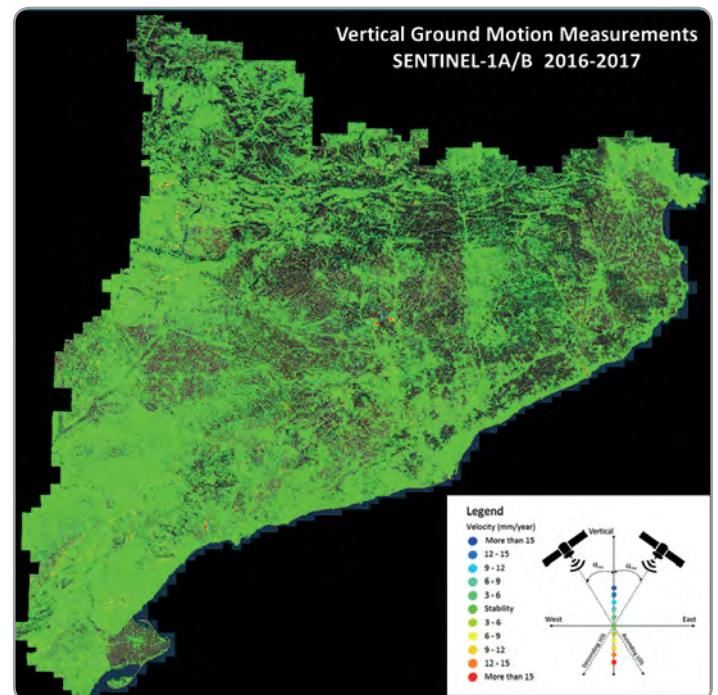 Vertical Ground Motion Measurements
SENTINEL-1A/B 2016-2017
Legend
Velocity (mm/year)
More than 15
12 - 15
9 - 12
6 - 9
3 - 6
Stability
3 - 6
6 - 9
9 - 12
12 - 15
More than 15
Vertical
West
East
Descending LOS
Ascending LOS